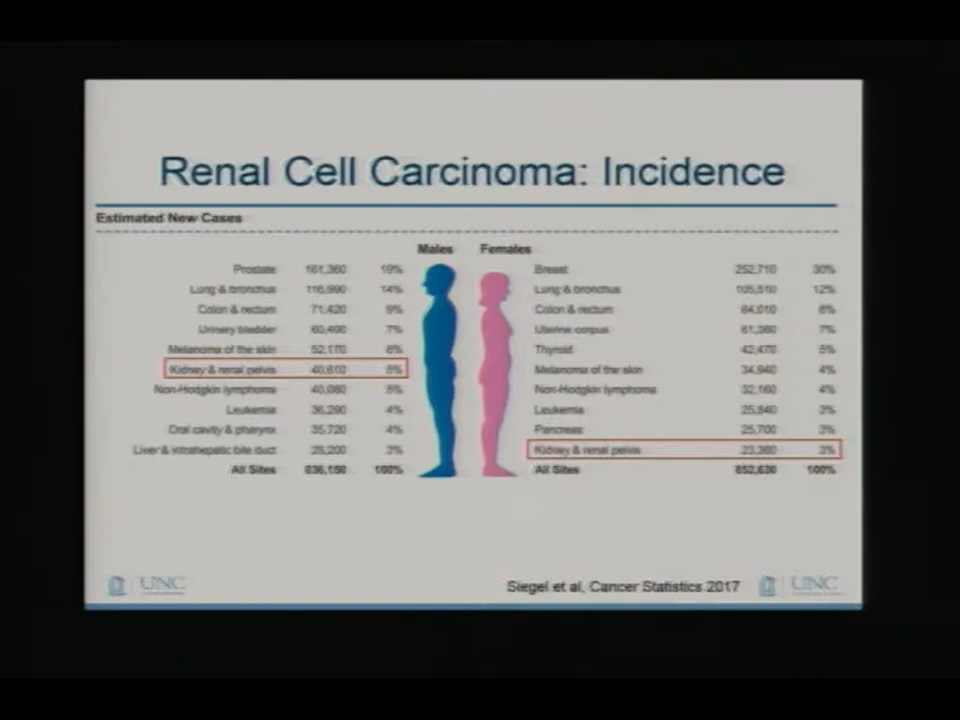 Renal Cell Carcinoma: Incidence
Estimated New Cases
Males Females
Prostate 161,360 19% Breast 252,710 30%
Lung & bronchus 116,990 14% Lung & bronchus 105,510 12%
Colon & rectum 71,420 9% Colon & rectum 64,010 8%
Urinary bladder 60,490 7% Uterine corpus 61,380 7%
Melanoma of the skin 52,170 6% Thyroid 42,470 5%
Kidney & renal pelvis 40,610 5% Melanoma of the skin 34,940 4%
Non-Hodgkin lymphoma 40,080 5% Non-Hodgkin lymphoma 32,160 4%
Leukemia 36,290 4% Leukemia 25,840 3%
Oral cavity & pharynx 35,720 4% Pancreas 25,700 3%
Liver & intrahepatic bile duct 29,200 3% Kidney & renal pelvis 23,380 3%
All Sites 836,150 100% All Sites 852,630 100%
UNC Siegel et al, Cancer Statistics 2017 UNC